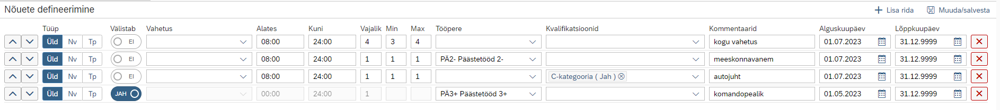 Nõuete defineerimine Lisa rida Muuda/salvesta
Tüüp Välistab Vahetus Alates Kuni Vajalik Min Max Tööpere Kvalifikatsioonid Kommentaarid Alguskuupäev Lõppkuupäev
Üld Nv Tp EI 08:00 24:00 4 3 4 kogu vahetus 01.07.2023 31.12.9999
Üld Nv Tp EI 08:00 24:00 1 1 1 PÄ2- Päästetööd 2- meeskonnavanem 01.07.2023 31.12.9999
Üld Nv Tp EI 08:00 24:00 1 1 1 C-kategooria ( Jah ) autojuht 01.07.2023 31.12.9999
Üld Nv Tp JAH 00:00 24:00 1 PÄ3+ Päästetööd 3+ komandopealik 01.05.2023 31.12.9999